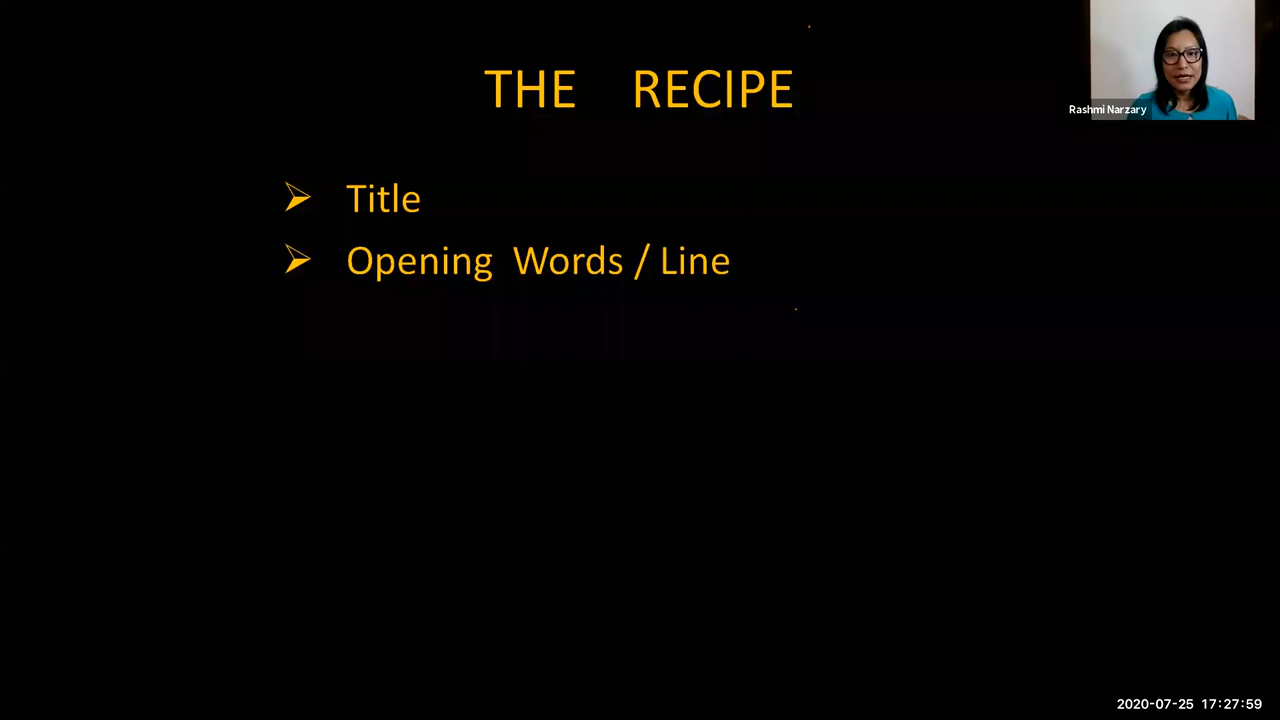 THE RECIPE
Rashmi Narzary
➢ Title
➢ Opening Words / Line
2020-07-25 17:27:59